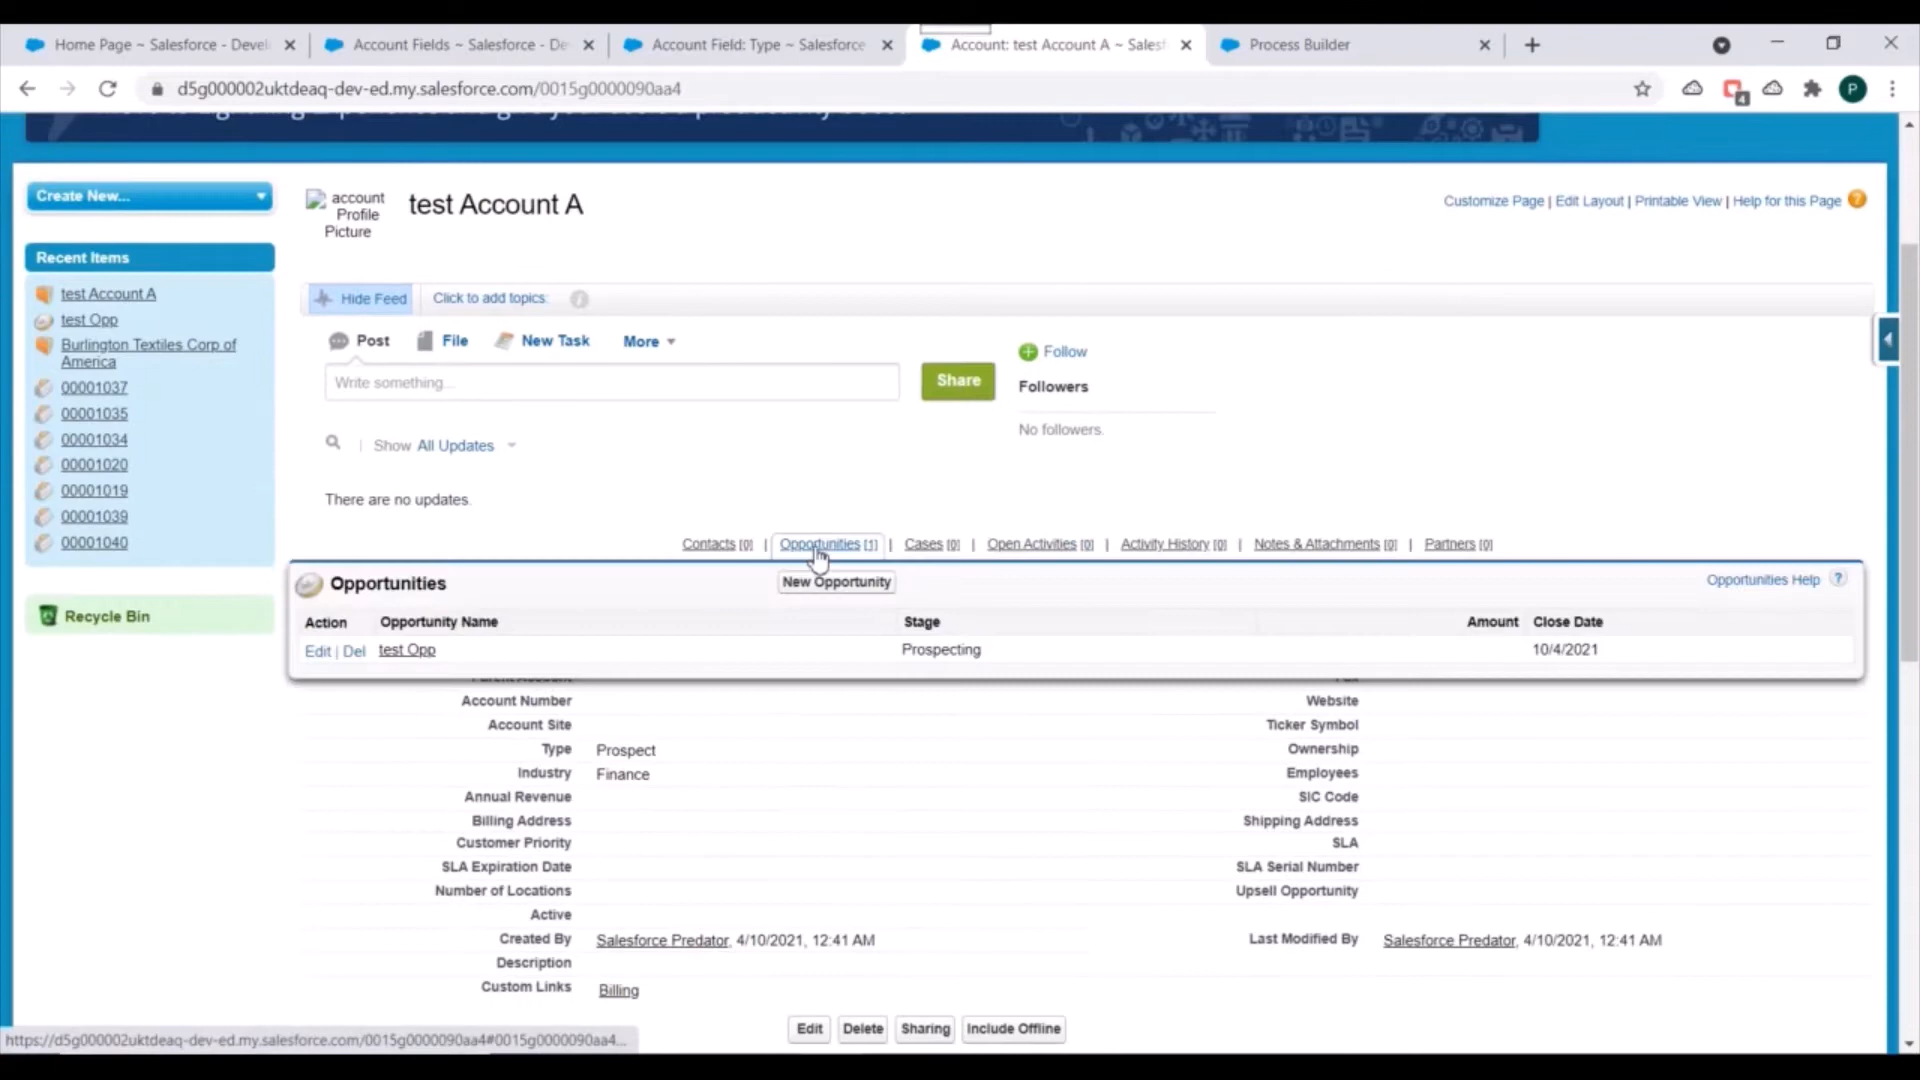 Home Page ~ Salesforce - Devel
Account Fields ~ Salesforce - De
Account Field: Type ~ Salesforce
Account: test Account A ~ Salesf
Process Builder
d5g000002uktdeaq-dev-ed.my.salesforce.com/0015g0000090aa4
4
P
Create New...
account Profile Picture
test Account A
Customize Page | Edit Layout | Printable View | Help for this Page ?
Recent Items
test Account A
test Opp
Burlington Textiles Corp of
America
00001037
00001035
00001034
00001020
00001019
00001039
00001040
Recycle Bin
Hide Feed
Click to add topics:
i
Post
File
New Task
More
Write something...
Share
Follow
Followers
No followers.
Show All Updates
There are no updates.
Contacts [0] | Opportunities [1] | Cases [0] | Open Activities [0] | Activity History [0] | Notes & Attachments [0] | Partners [0]
Opportunities
New Opportunity
Opportunities Help ?
Action Opportunity Name Stage Amount Close Date
Edit | Del test Opp Prospecting 10/4/2021
Account Number Website
Account Site Ticker Symbol
Type Prospect Ownership
Industry Finance Employees
Annual Revenue SIC Code
Billing Address Shipping Address
Customer Priority SLA
SLA Expiration Date SLA Serial Number
Number of Locations Upsell Opportunity
Active
Created By Salesforce Predator, 4/10/2021, 12:41 AM Last Modified By Salesforce Predator, 4/10/2021, 12:41 AM
Description
Custom Links Billing
Edit Delete Sharing Include Offline
https://d5g000002uktdeaq-dev-ed.my.salesforce.com/0015g0000090aa4#0015g0000090aa4...